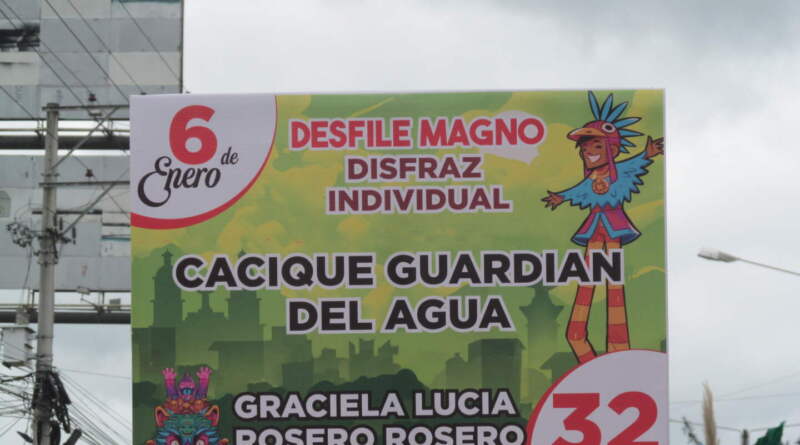 6
de
Enero
DESFILE MAGNO
DISFRAZ
INDIVIDUAL
CACIQUE GUARDIAN
DEL AGUA
GRACIELA LUCIA
ROSERO ROSERO
32